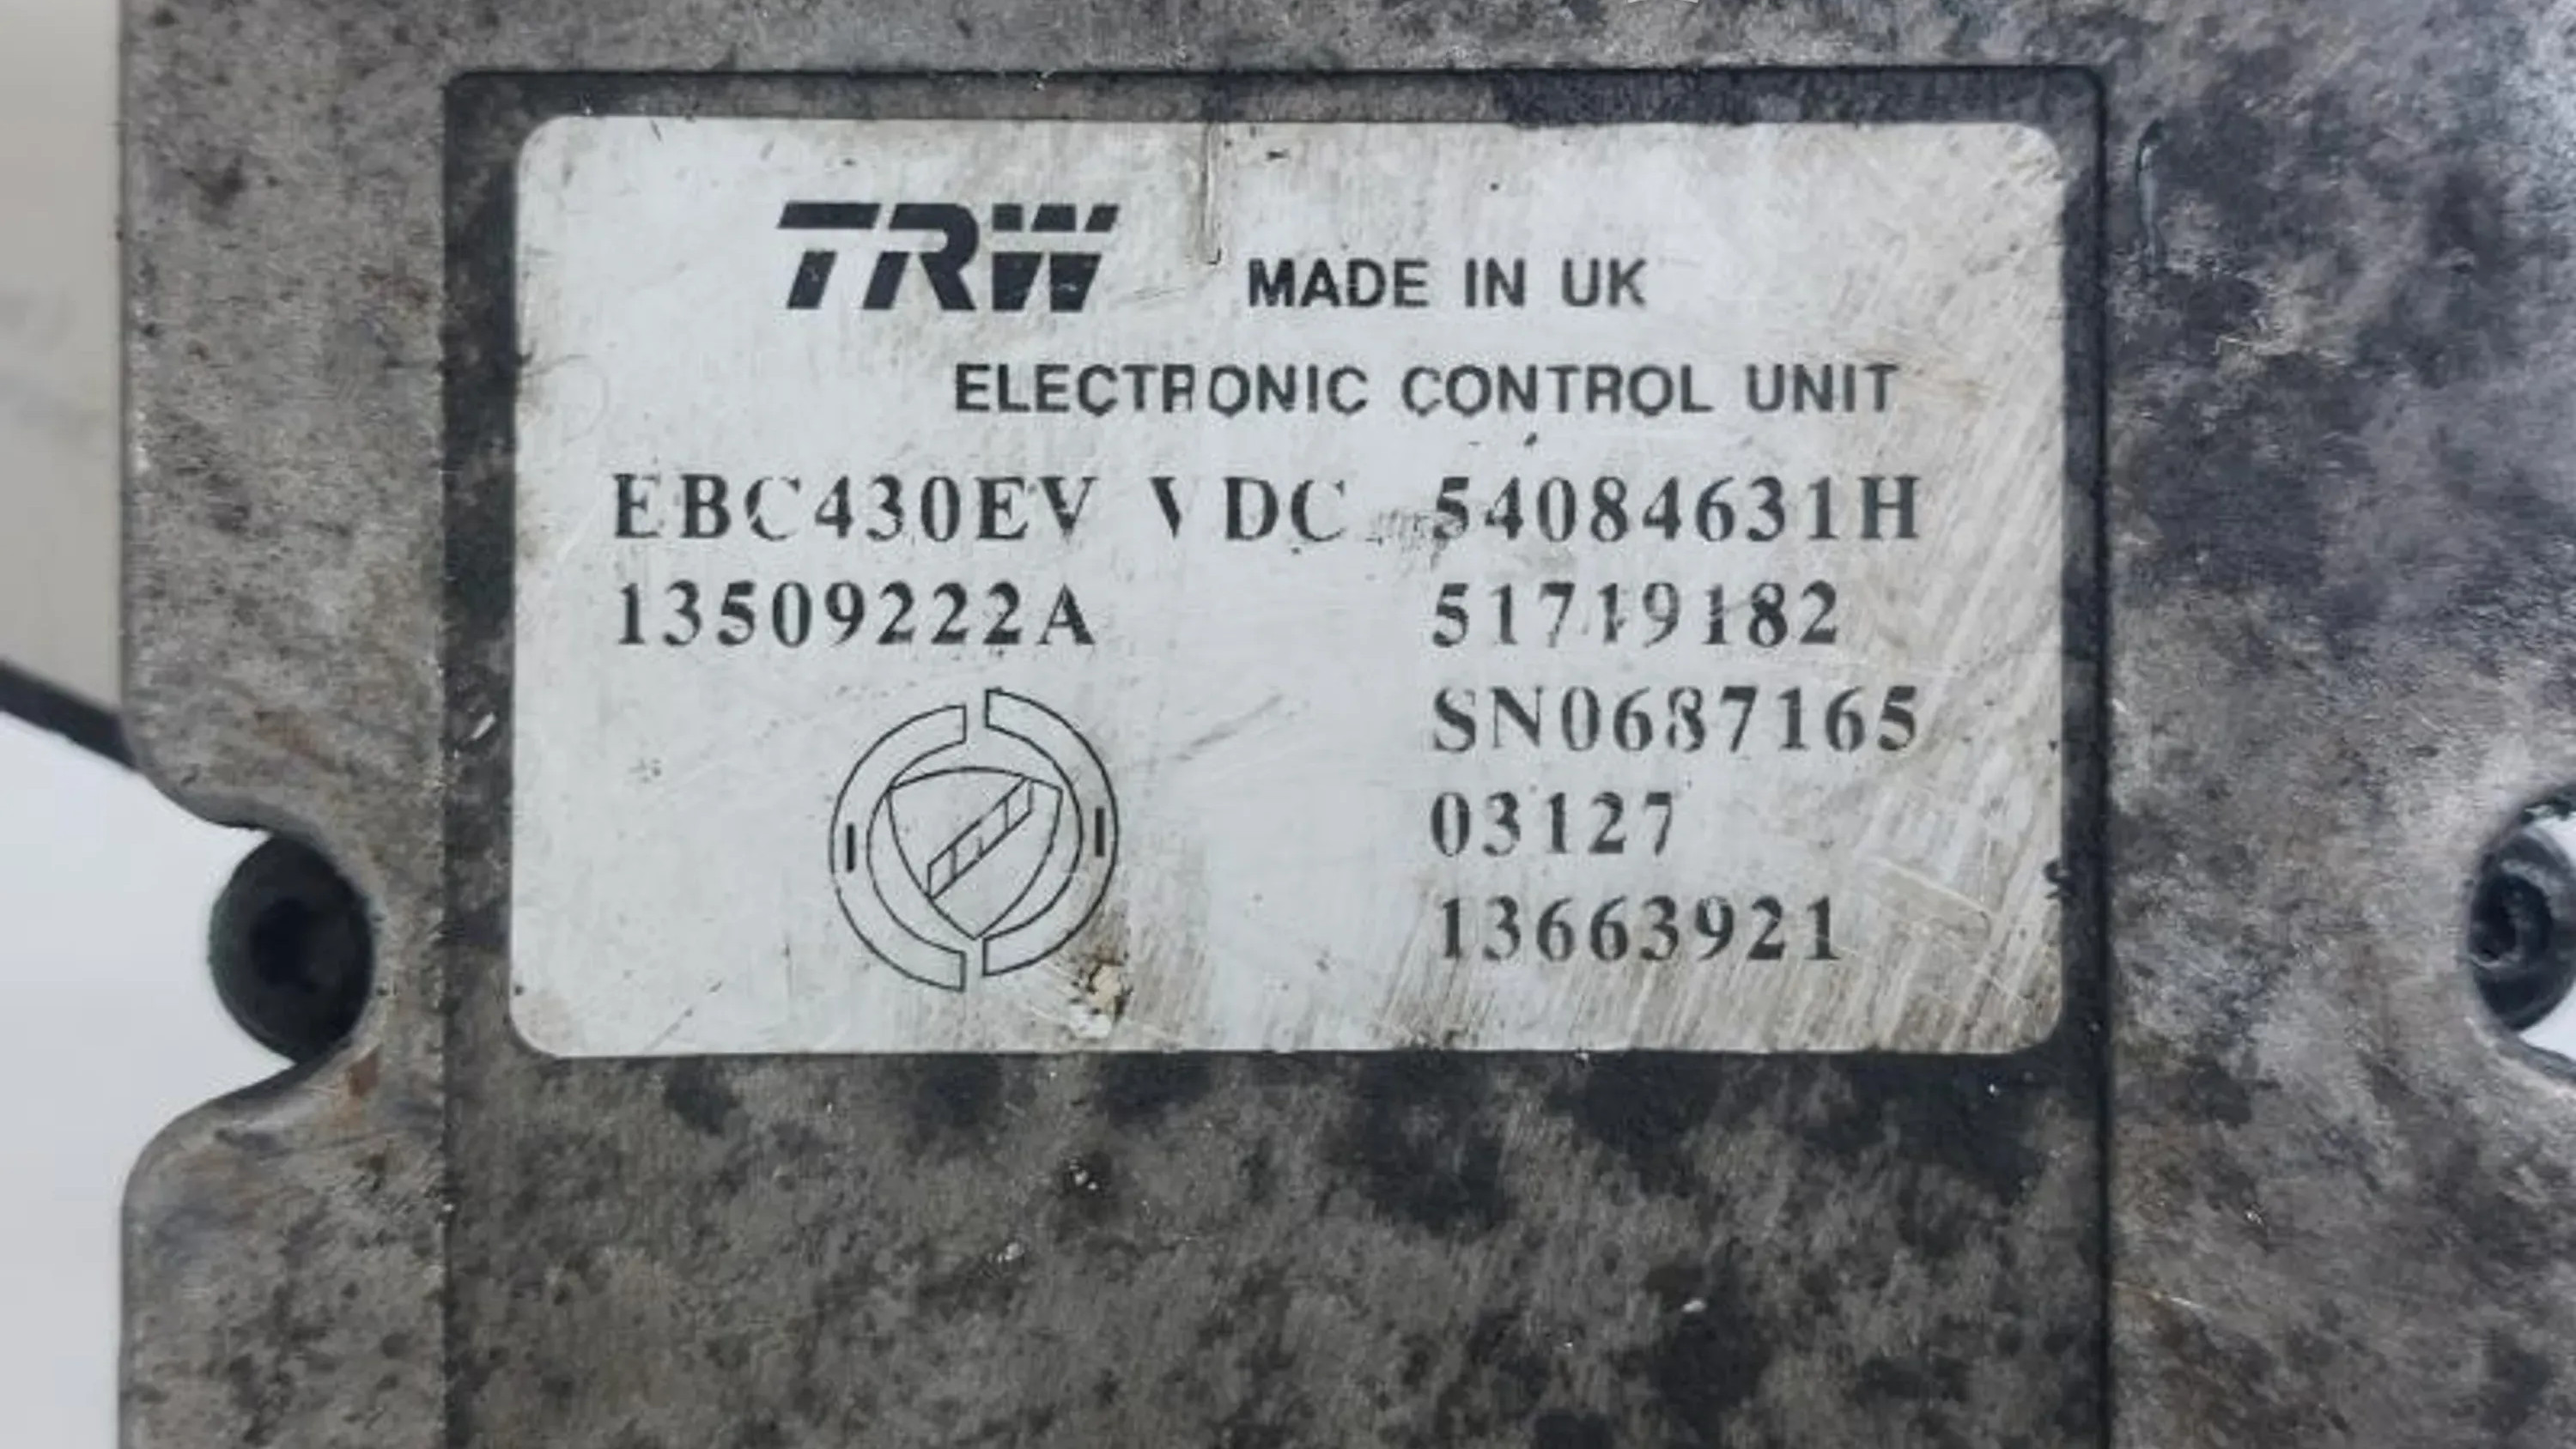 TRW MADE IN UK
ELECTRONIC CONTROL UNIT
EBC430EV VDC 54084631H
13509222A 51719182
SN0687165
03127
13663921